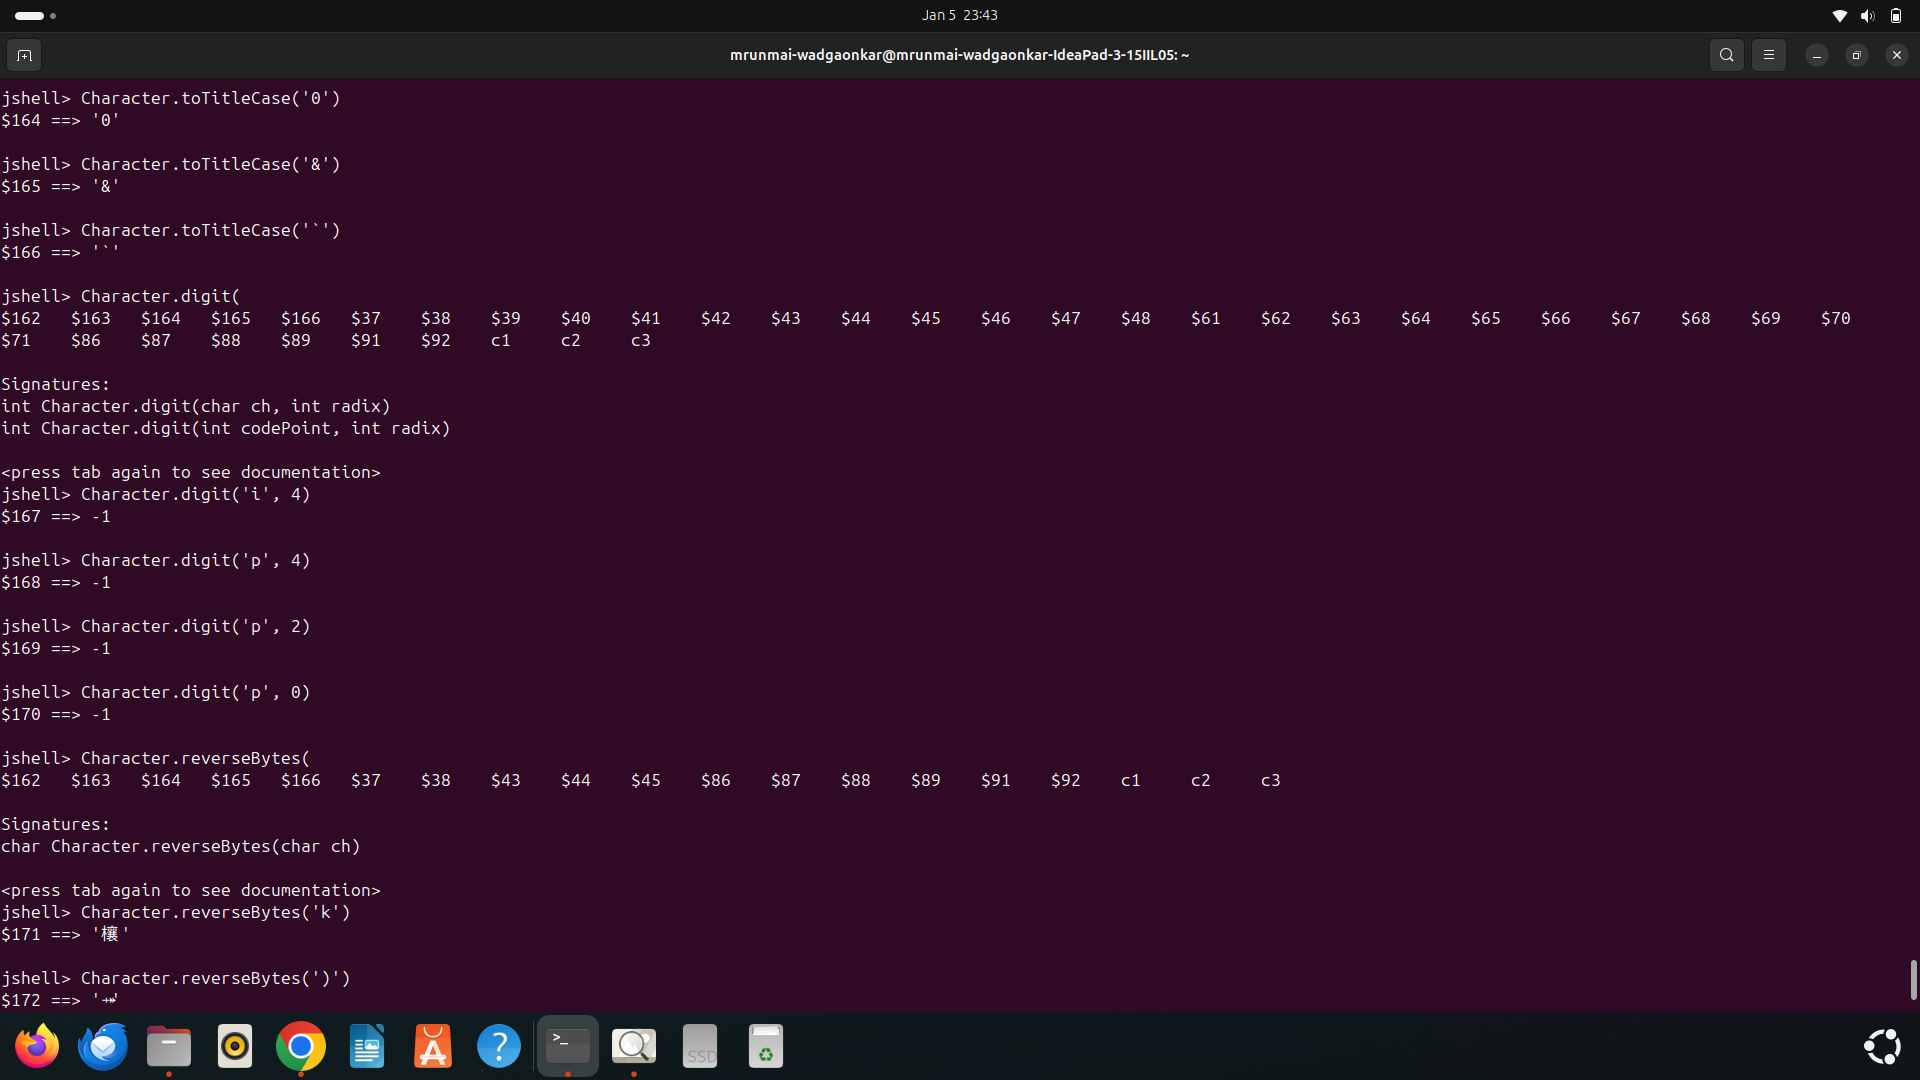 Jan 5 23:43
mrunmai-wadgaonkar@mrunmai-wadgaonkar-IdeaPad-3-15IIL05: ~
jshell> Character.toTitleCase('0')
$164 ==> '0'
jshell> Character.toTitleCase('&')
$165 ==> '&'
jshell> Character.toTitleCase('`')
$166 ==> '`'
jshell> Character.digit(
$162 $163 $164 $165 $166 $37 $38 $39 $40 $41 $42 $43 $44 $45 $46 $47 $48 $61 $62 $63 $64 $65 $66 $67 $68 $69 $70
$71 $86 $87 $88 $89 $91 $92 c1 c2 c3
Signatures:
int Character.digit(char ch, int radix)
int Character.digit(int codePoint, int radix)
<press tab again to see documentation>
jshell> Character.digit('i', 4)
$167 ==> -1
jshell> Character.digit('p', 4)
$168 ==> -1
jshell> Character.digit('p', 2)
$169 ==> -1
jshell> Character.digit('p', 0)
$170 ==> -1
jshell> Character.reverseBytes(
$162 $163 $164 $165 $166 $37 $38 $43 $44 $45 $86 $87 $88 $89 $91 $92 c1 c2 c3
Signatures:
char Character.reverseBytes(char ch)
<press tab again to see documentation>
jshell> Character.reverseBytes('k')
$171 ==> '欀'
jshell> Character.reverseBytes(')')
$172 ==> '⤀'
SSD